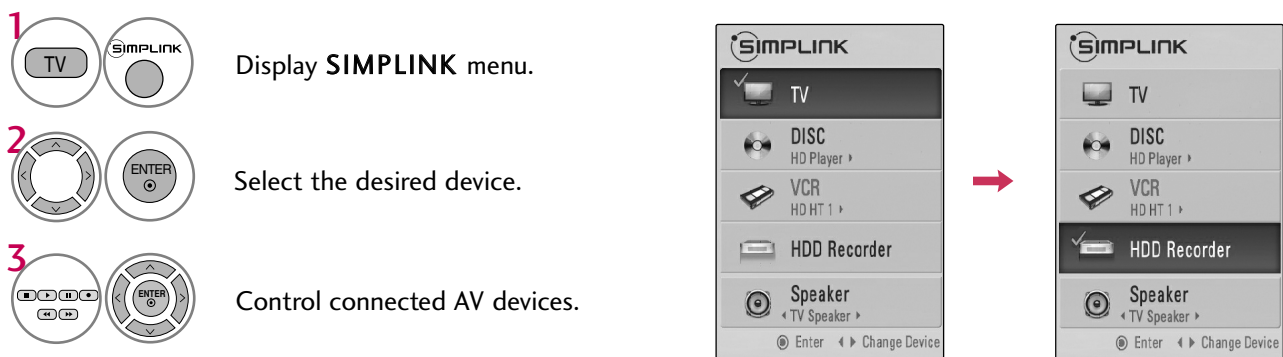 1
TV
SIMPLINK
Display SIMPLINK menu.
2
ENTER
Select the desired device.
3
ENTER
Control connected AV devices.
SIMPLINK
TV
DISC
HD Player
VCR
HD HT 1
HDD Recorder
Speaker
TV Speaker
Enter Change Device
SIMPLINK
TV
DISC
HD Player
VCR
HD HT 1
HDD Recorder
Speaker
TV Speaker
Enter Change Device